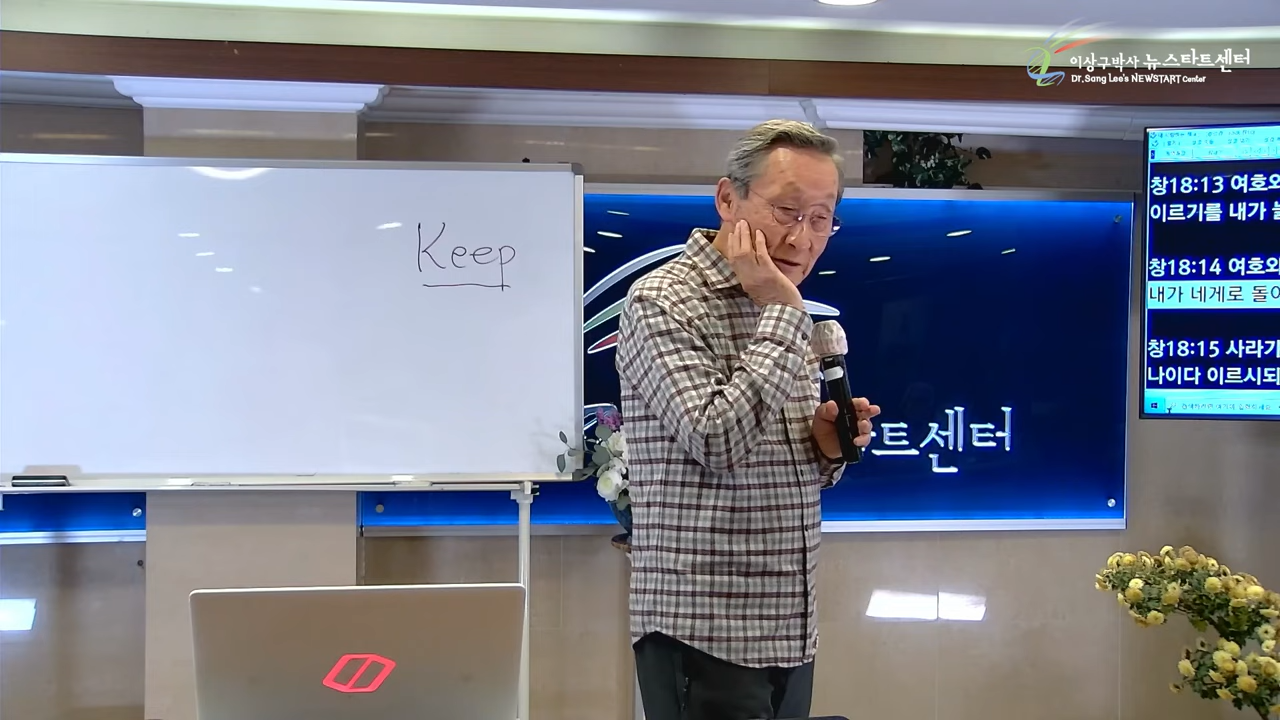 이상구박사 뉴스타트센터
Dr. Sang Lee's NEWSTART Center
Keep
창18:13 여호와
이르기를 내가
창18:14 여호와
내가 네게로 돌아
창18:15 사라가
나이다 이르시되
타트센터